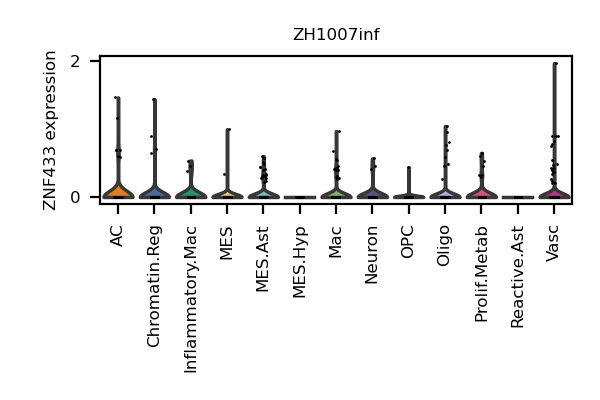 ZH1007inf
ZNF433 expression
2
0
AC
Chromatin.Reg
Inflammatory.Mac
MES
MES.Ast
MES.Hyp
Mac
Neuron
OPC
Oligo
Prolif.Metab
Reactive.Ast
Vasc